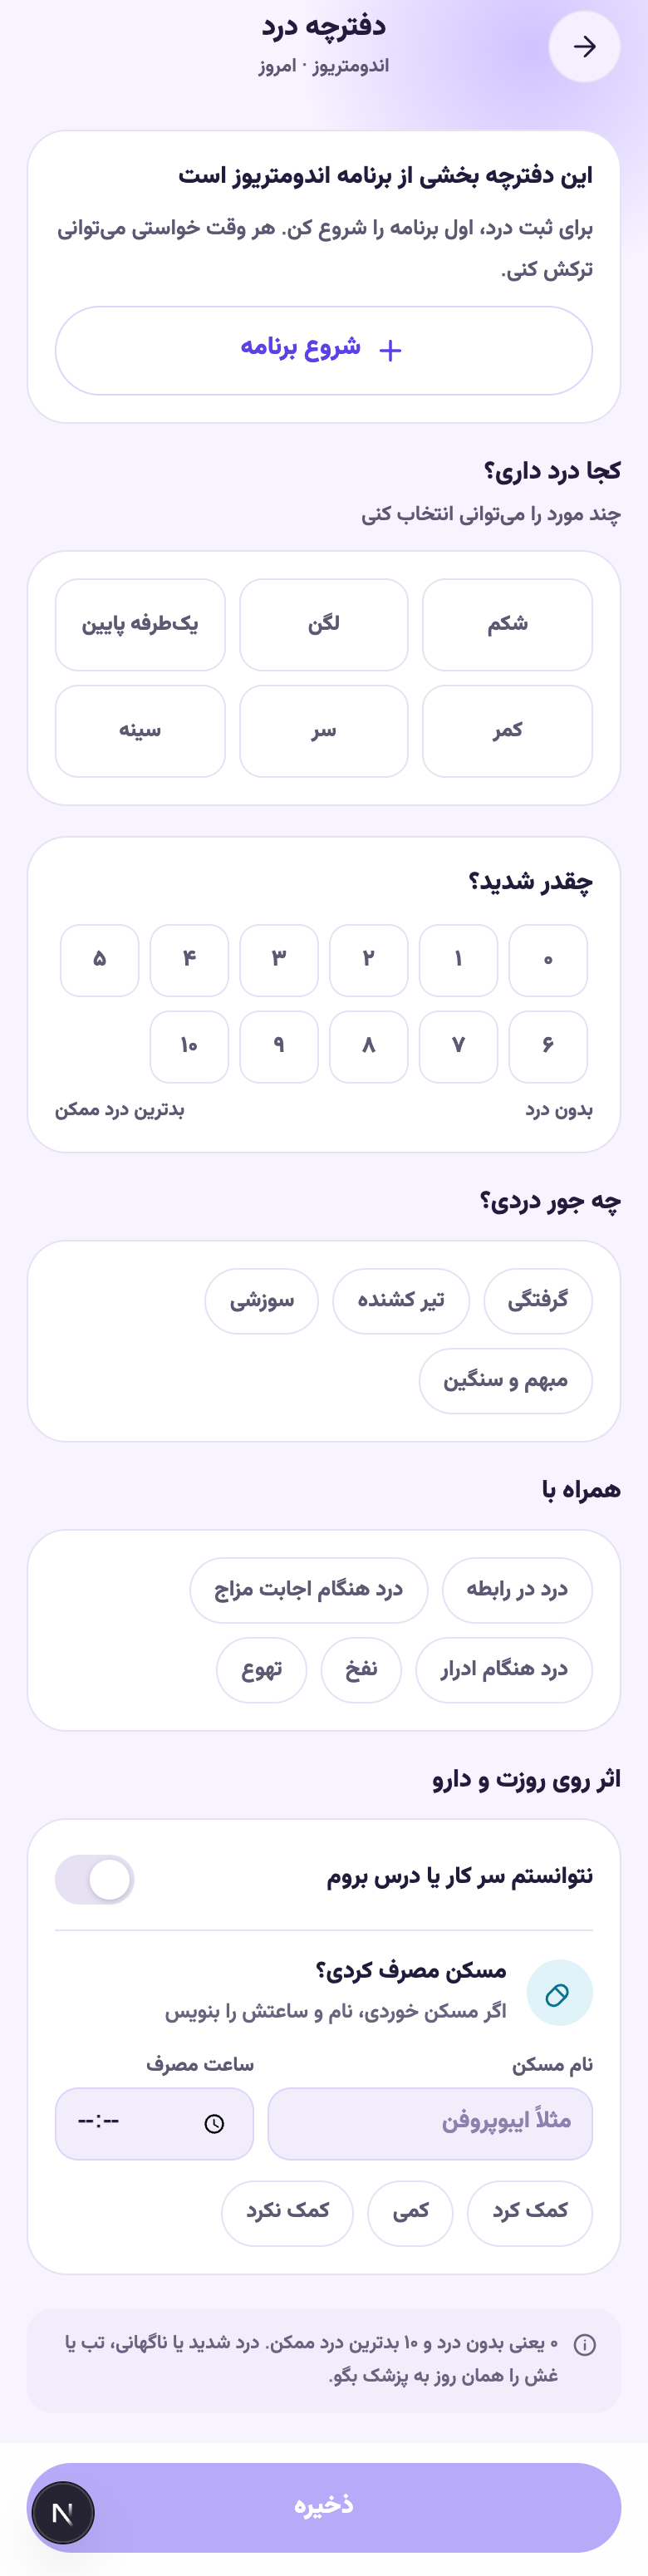 دفترچه درد
اندومتریوز · امروز
این دفترچه بخشی از برنامه اندومتریوز است
برای ثبت درد، اول برنامه را شروع کن. هر وقت خواستی می‌توانی
ترکش کنی.
شروع برنامه
کجا درد داری؟
چند مورد را می‌توانی انتخاب کنی
شکم
لگن
یک‌طرفه پایین
کمر
سر
سینه
چقدر شدید؟
۰
۱
۲
۳
۴
۵
۶
۷
۸
۹
۱۰
بدون درد
بدترین درد ممکن
چه جور دردی؟
گرفتگی
تیر کشنده
سوزشی
مبهم و سنگین
همراه با
درد در رابطه
درد هنگام اجابت مزاج
درد هنگام ادرار
نفخ
تهوع
اثر روی روزت و دارو
نتوانستم سر کار یا درس بروم
مسکن مصرف کردی؟
اگر مسکن خوردی، نام و ساعتش را بنویس
نام مسکن
ساعت مصرف
مثلاً ایبوپروفن
--:--
کمک کرد
کمی
کمک نکرد
۰ یعنی بدون درد و ۱۰ بدترین درد ممکن. درد شدید یا ناگهانی، تب یا
غش را همان روز به پزشک بگو.
ذخیره
N